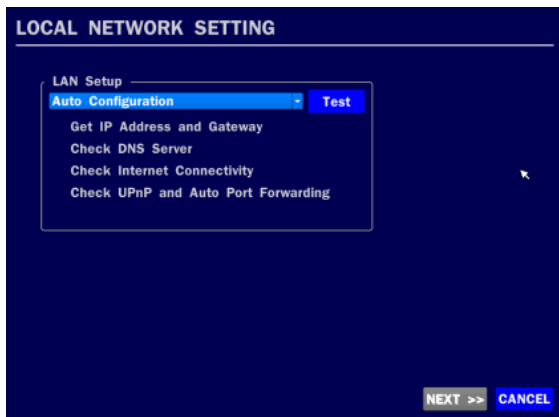 LOCAL NETWORK SETTING
LAN Setup
Auto Configuration Test
Get IP Address and Gateway
Check DNS Server
Check Internet Connectivity
Check UPnP and Auto Port Forwarding
NEXT >> CANCEL